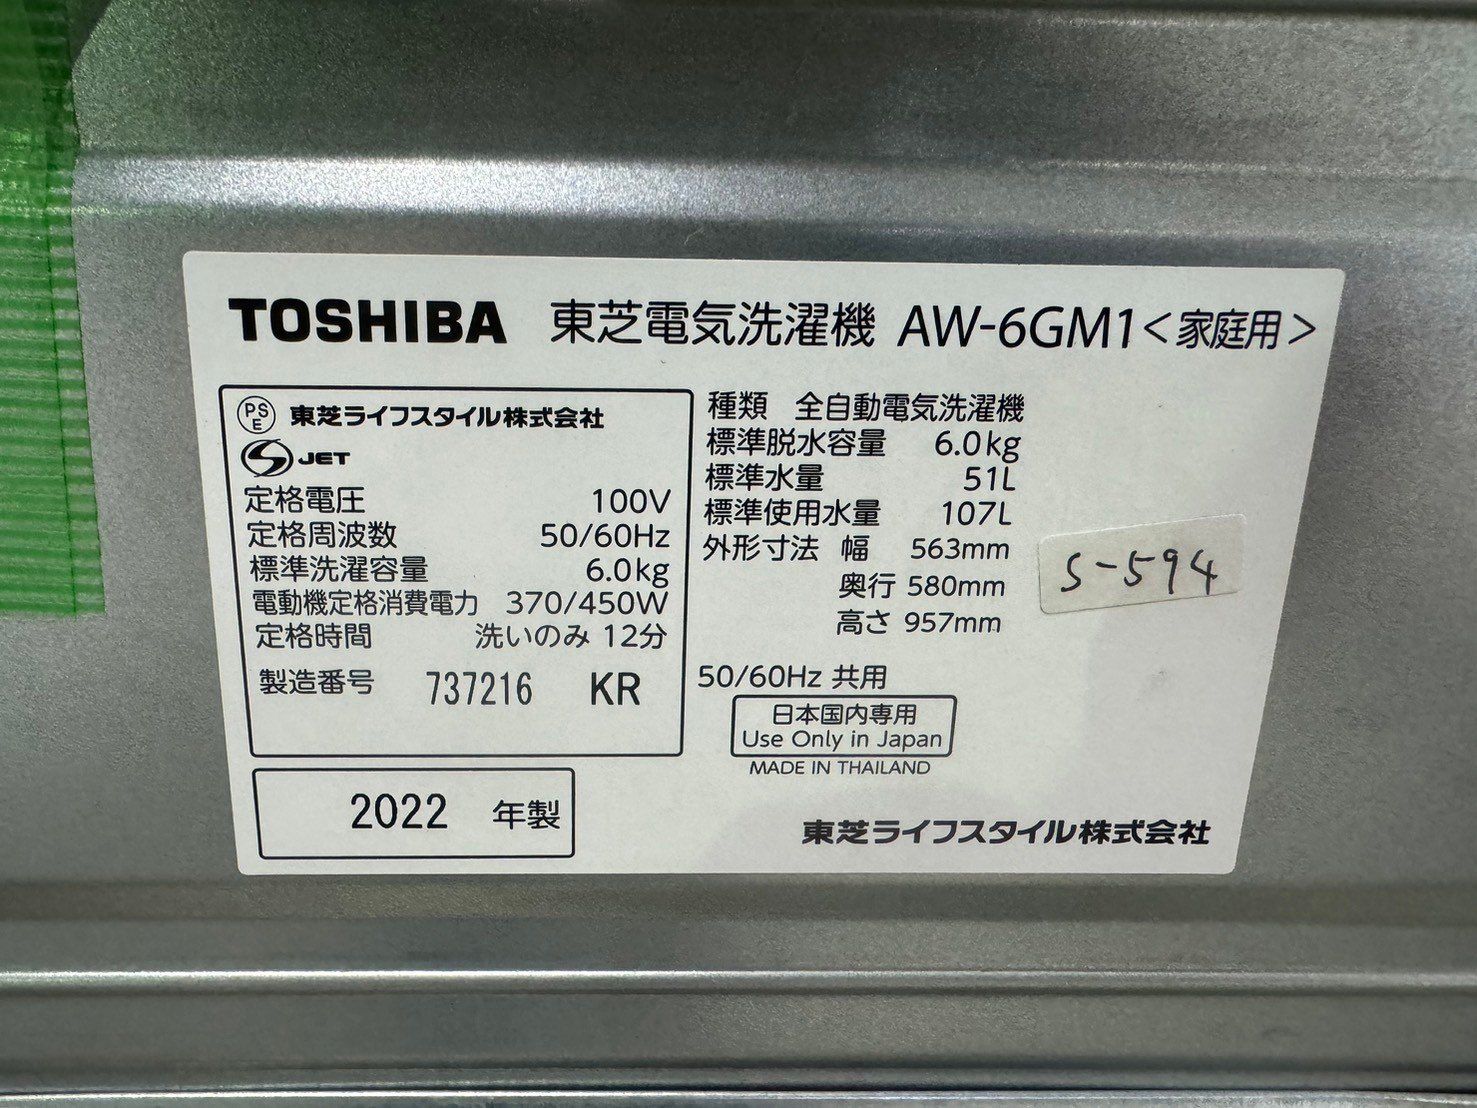 TOSHIBA 東芝電気洗濯機 AW-6GM1<家庭用>
PSE 東芝ライフスタイル株式会社
S JET
定格電圧 100V
定格周波数 50/60Hz
標準洗濯容量 6.0kg
電動機定格消費電力 370/450W
定格時間 洗いのみ 12分
製造番号 737216 KR
2022 年製
種類 全自動電気洗濯機
標準脱水容量 6.0kg
標準水量 51L
標準使用水量 107L
外形寸法 幅 563mm
奥行 580mm
高さ 957mm
S-594
50/60Hz 共用
日本国内専用
Use Only in Japan
MADE IN THAILAND
東芝ライフスタイル株式会社